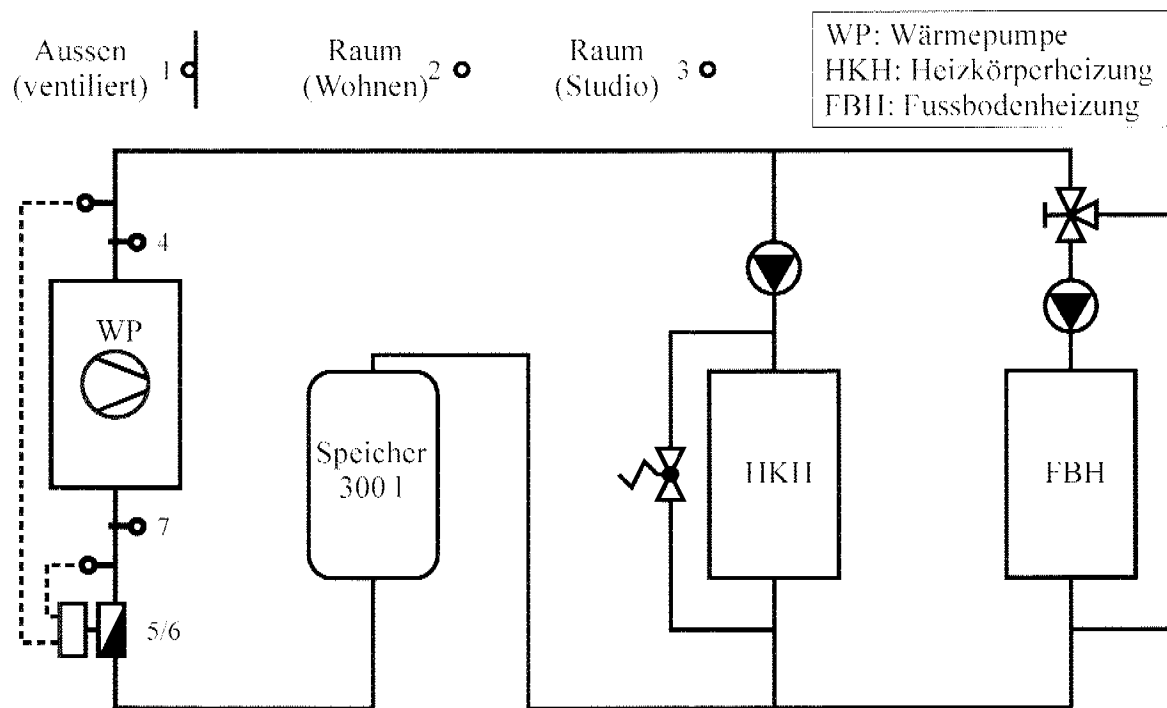 Aussen
(ventiliert) 1
Raum
(Wohnen) 2
Raum
(Studio) 3
WP: Wärmepumpe
HKH: Heizkörperheizung
FBH: Fussbodenheizung
4
WP
Speicher
300 l
HKH
FBH
7
5/6